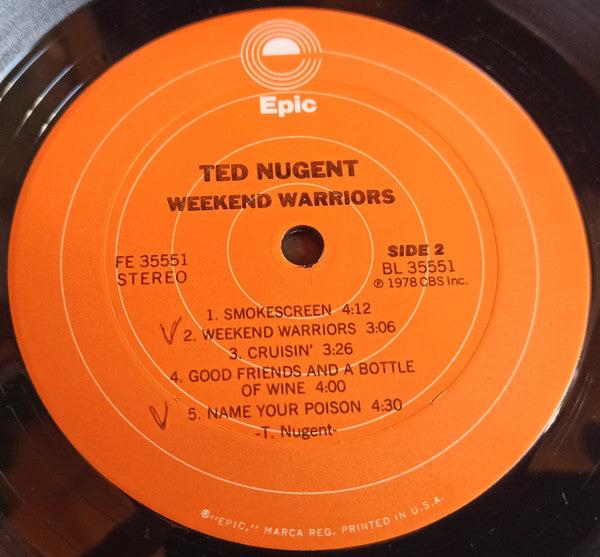 Epic
TED NUGENT
WEEKEND WARRIORS
FE 35551
STEREO
SIDE 2
BL 35551
℗ 1978 CBS Inc.
1. SMOKESCREEN 4:12
V 2. WEEKEND WARRIORS 3:06
3. CRUISIN' 3:26
4. GOOD FRIENDS AND A BOTTLE
OF WINE 4:00
V 5. NAME YOUR POISON 4:30
-T. Nugent-
®"EPIC," MARCA REG. PRINTED IN U.S.A.